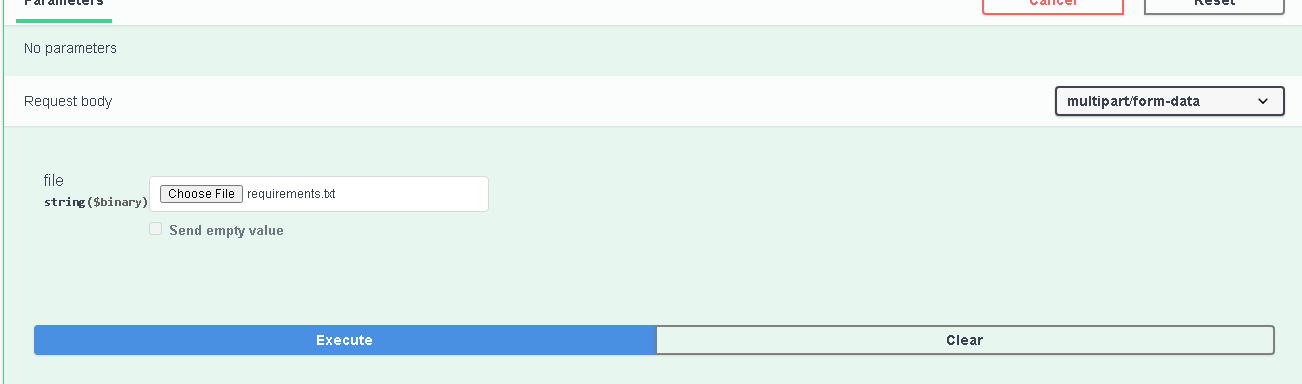 Parameters
Cancel
Reset
No parameters
Request body
multipart/form-data
file
string($binary)
Choose File requirements.txt
Send empty value
Execute
Clear